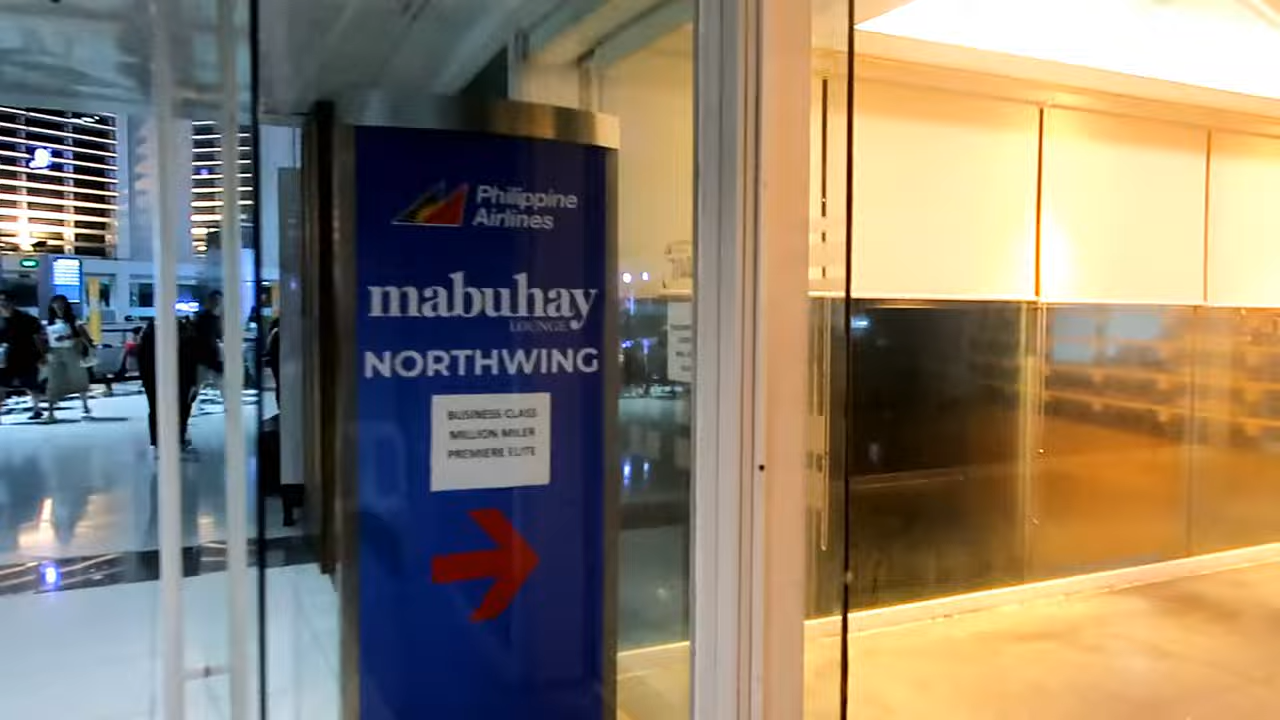 Philippine
Airlines
mabuhay
LOUNGE
NORTHWING
BUSINESS CLASS
MILLION MILER
PREMIERE ELITE